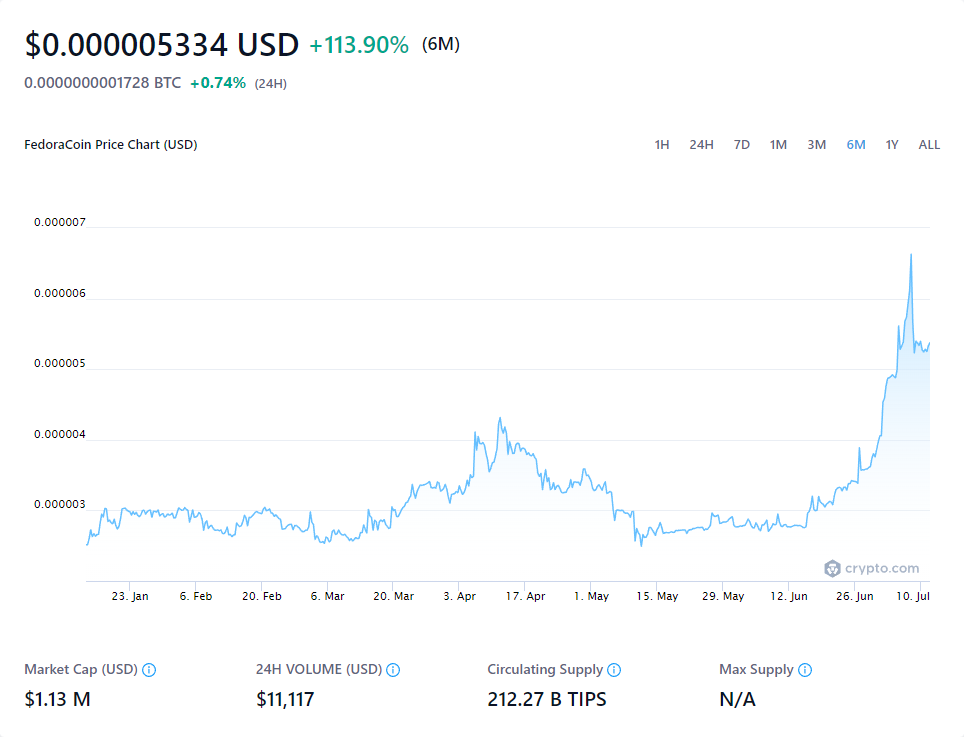 $0.000005334 USD +113.90% (6M)
0.0000000001728 BTC +0.74% (24H)
FedoraCoin Price Chart (USD) 1H 24H 7D 1M 3M 6M 1Y ALL
0.000007
0.000006
0.000005
0.000004
0.000003
crypto.com
23. Jan 6. Feb 20. Feb 6. Mar 20. Mar 3. Apr 17. Apr 1. May 15. May 29. May 12. Jun 26. Jun 10. Jul
Market Cap (USD) 24H VOLUME (USD) Circulating Supply Max Supply
$1.13 M $11,117 212.27 B TIPS N/A